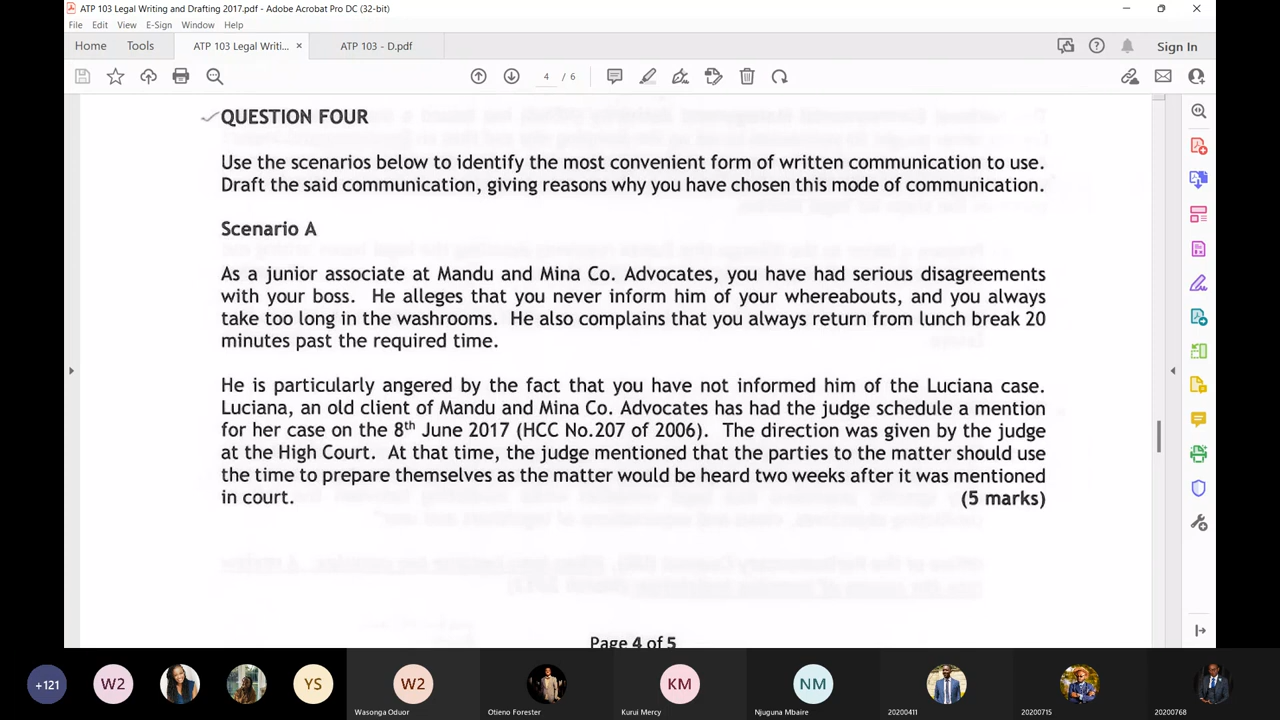 ATP 103 Legal Writing and Drafting 2017.pdf - Adobe Acrobat Pro DC (32-bit)
File Edit View E-Sign Window Help
Home Tools ATP 103 Legal Writi... × ATP 103 - D.pdf Sign In
4 / 6
QUESTION FOUR
Use the scenarios below to identify the most convenient form of written communication to use.
Draft the said communication, giving reasons why you have chosen this mode of communication.
Scenario A
As a junior associate at Mandu and Mina Co. Advocates, you have had serious disagreements
with your boss. He alleges that you never inform him of your whereabouts, and you always
take too long in the washrooms. He also complains that you always return from lunch break 20
minutes past the required time.
He is particularly angered by the fact that you have not informed him of the Luciana case.
Luciana, an old client of Mandu and Mina Co. Advocates has had the judge schedule a mention
for her case on the 8th June 2017 (HCC No.207 of 2006). The direction was given by the judge
at the High Court. At that time, the judge mentioned that the parties to the matter should use
the time to prepare themselves as the matter would be heard two weeks after it was mentioned
in court. (5 marks)
Page 4 of 5
+121 W2 YS W2 KM NM
Wasonga Oduor Otieno Forester Kurui Mercy Njuguna Mbaire 20200411 20200715 20200768